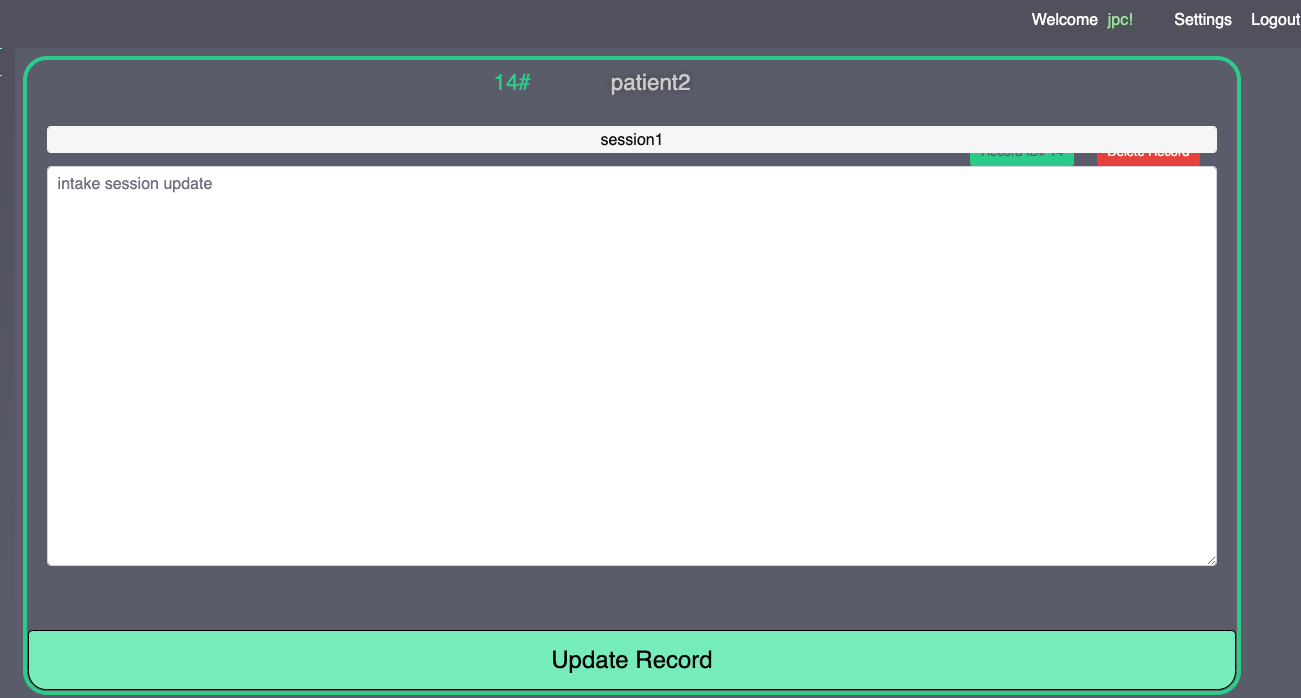 Welcome jpc! Settings Logout
14# patient2
session1
Record ID# 14 Delete Record
intake session update
Update Record